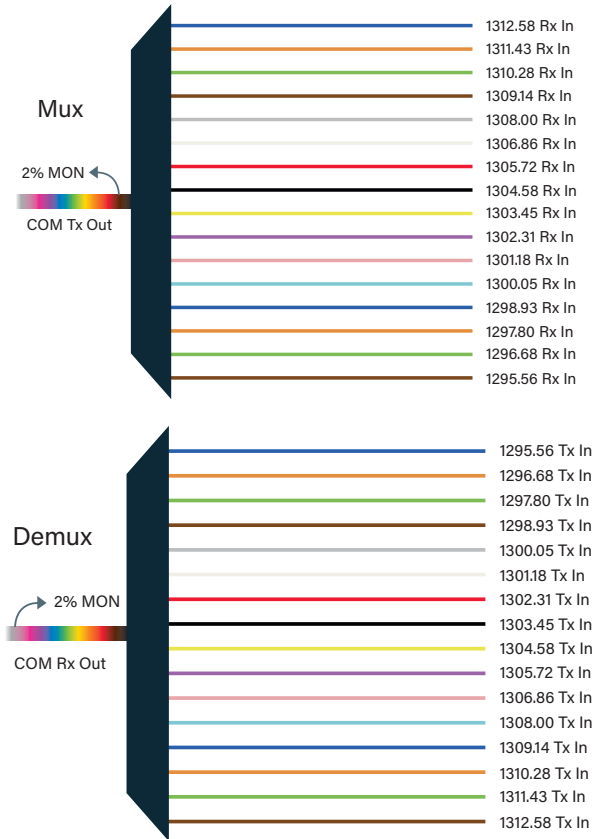 1312.58 Rx In
1311.43 Rx In
1310.28 Rx In
1309.14 Rx In
Mux
1308.00 Rx In
1306.86 Rx In
2% MON
1305.72 Rx In
1304.58 Rx In
COM Tx Out
1303.45 Rx In
1302.31 Rx In
1301.18 Rx In
1300.05 Rx In
1298.93 Rx In
1297.80 Rx In
1296.68 Rx In
1295.56 Rx In
1295.56 Tx In
1296.68 Tx In
1297.80 Tx In
1298.93 Tx In
Demux
1300.05 Tx In
1301.18 Tx In
2% MON
1302.31 Tx In
1303.45 Tx In
COM Rx Out
1304.58 Tx In
1305.72 Tx In
1306.86 Tx In
1308.00 Tx In
1309.14 Tx In
1310.28 Tx In
1311.43 Tx In
1312.58 Tx In